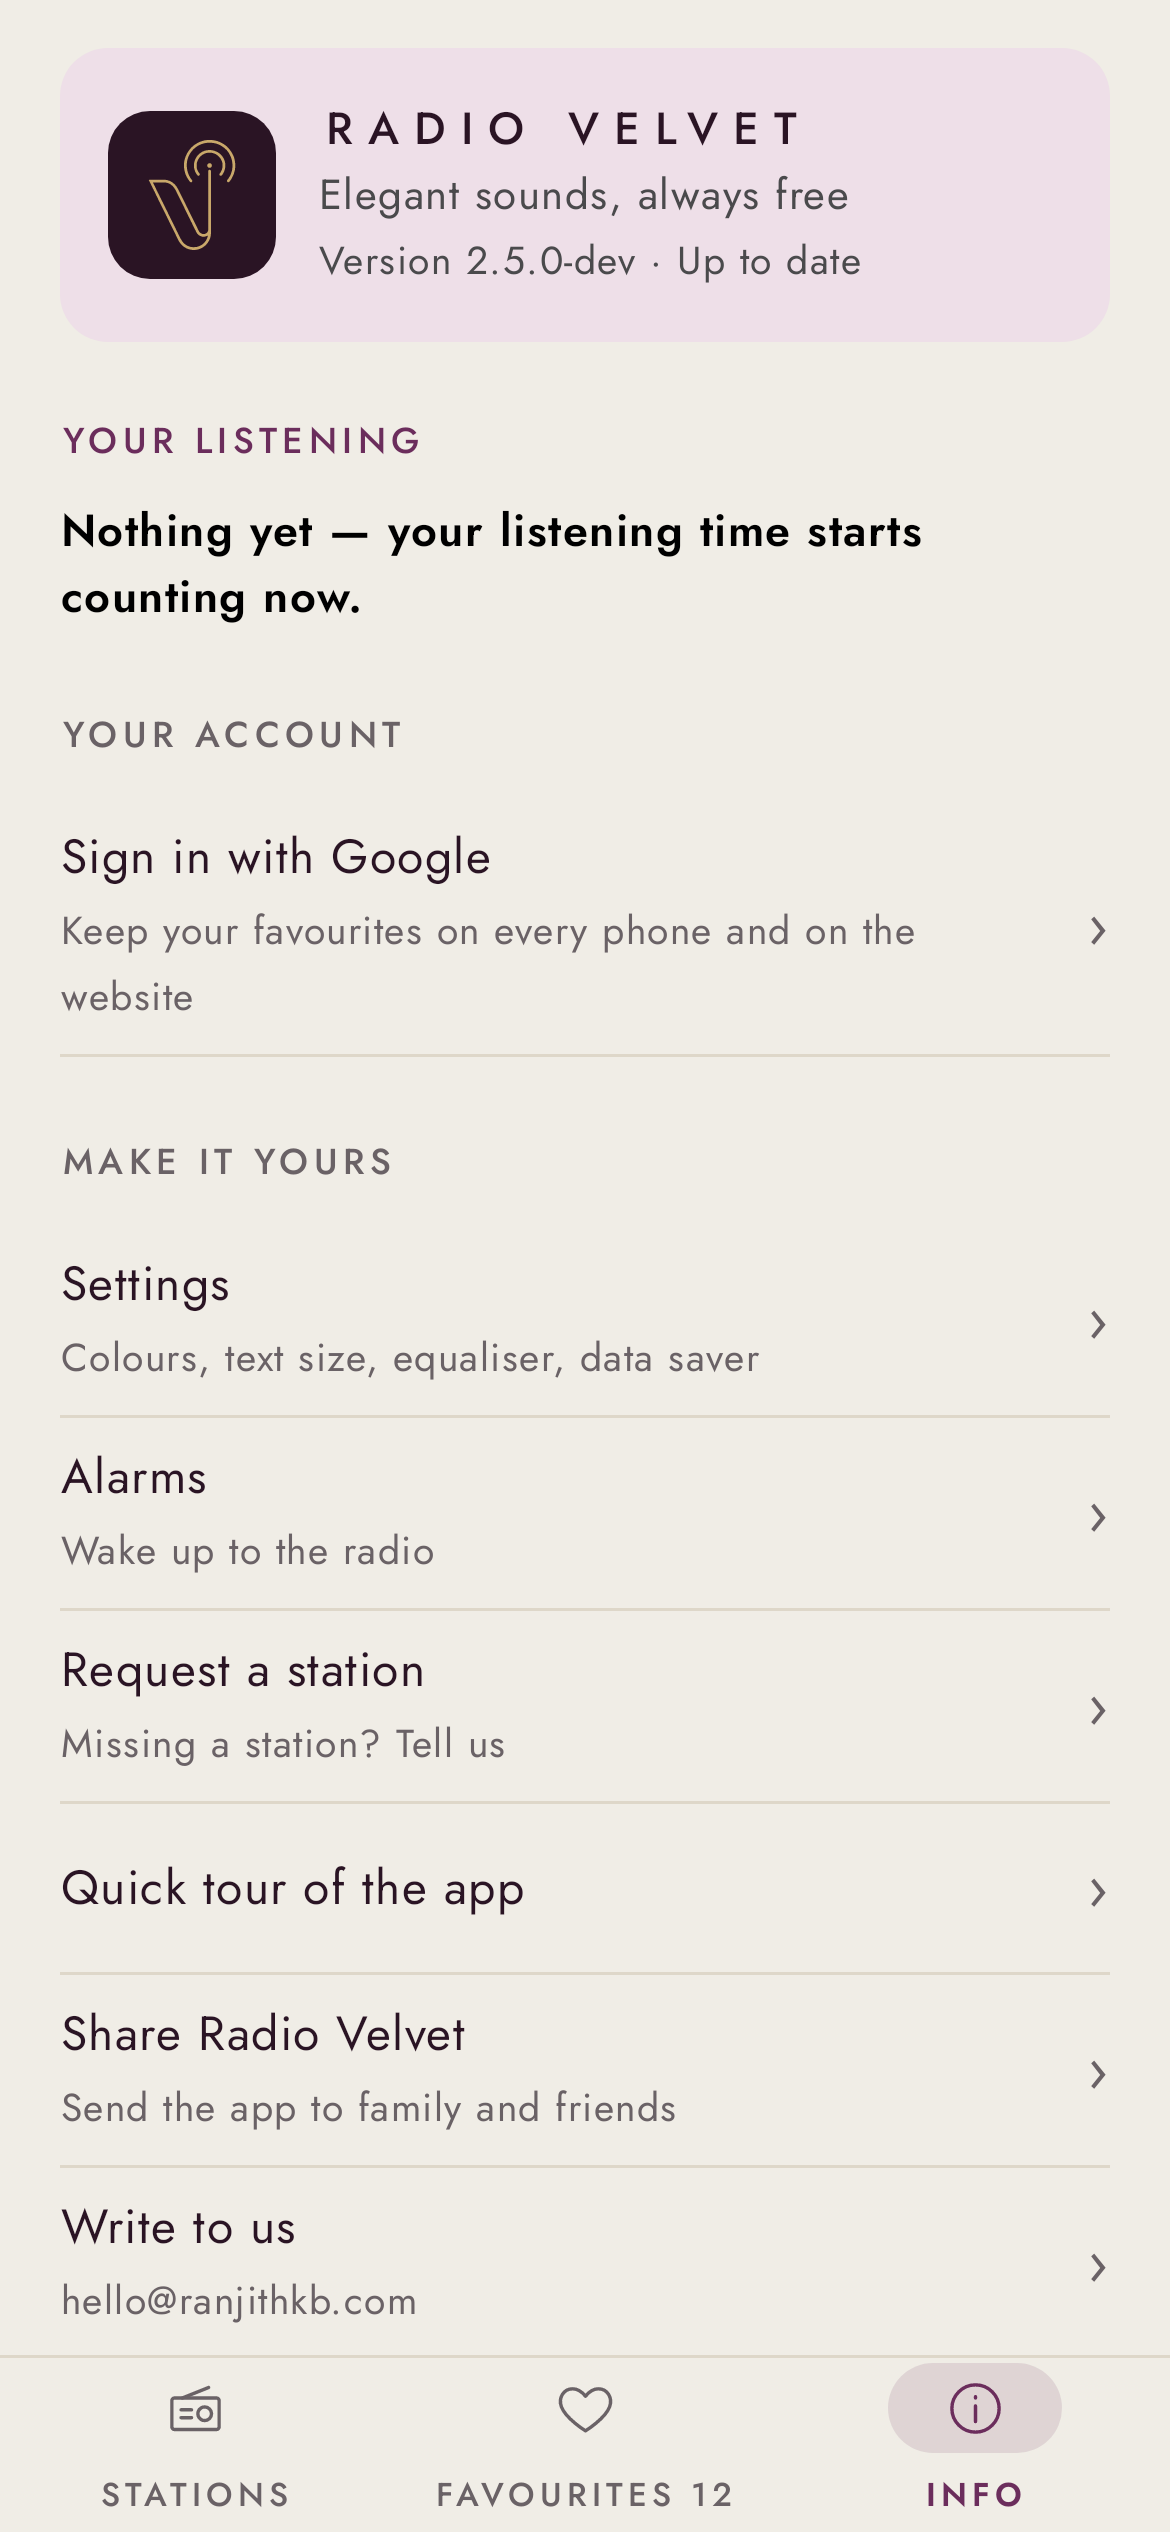 RADIO VELVET
Elegant sounds, always free
Version 2.5.0-dev · Up to date
YOUR LISTENING
Nothing yet — your listening time starts
counting now.
YOUR ACCOUNT
Sign in with Google
Keep your favourites on every phone and on the
website
MAKE IT YOURS
Settings
Colours, text size, equaliser, data saver
Alarms
Wake up to the radio
Request a station
Missing a station? Tell us
Quick tour of the app
Share Radio Velvet
Send the app to family and friends
Write to us
hello@ranjithkb.com
STATIONS
FAVOURITES 12
INFO